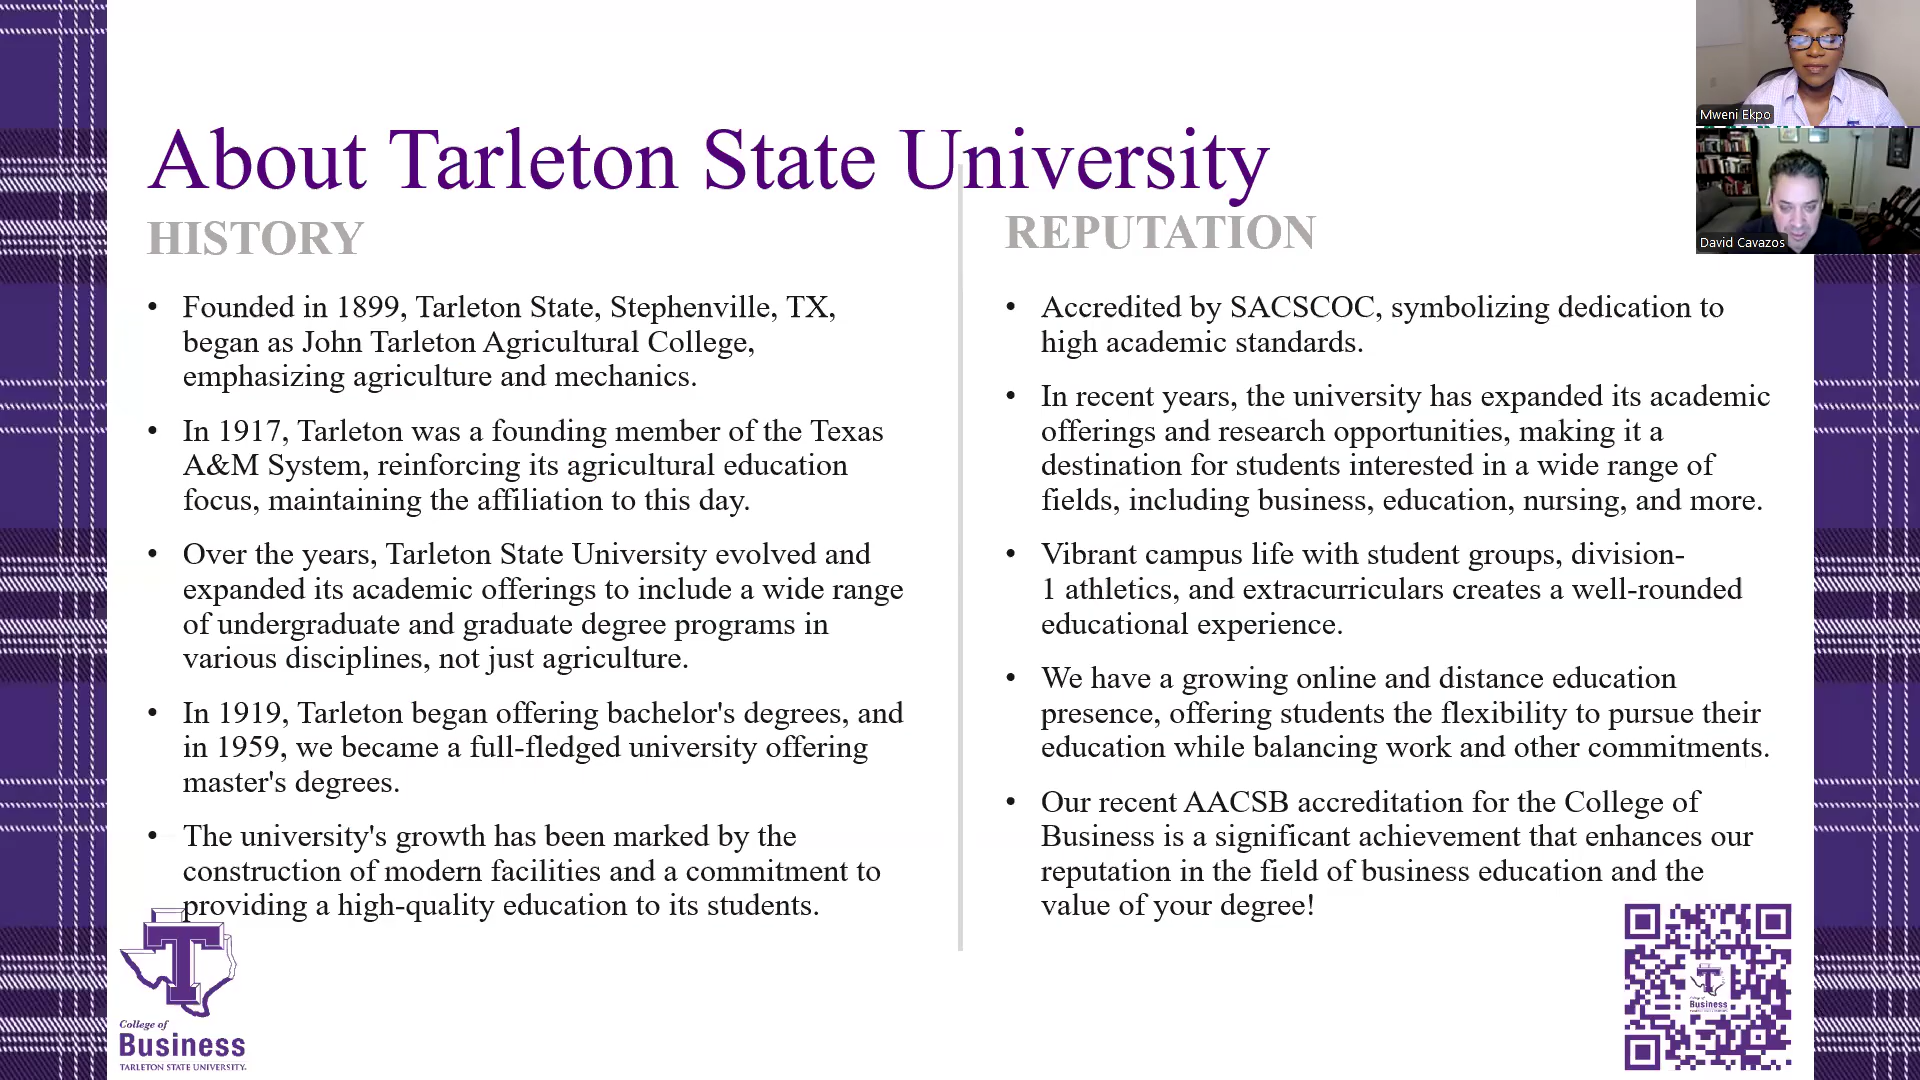 About Tarleton State University
HISTORY
• Founded in 1899, Tarleton State, Stephenville, TX,
began as John Tarleton Agricultural College,
emphasizing agriculture and mechanics.
• In 1917, Tarleton was a founding member of the Texas
A&M System, reinforcing its agricultural education
focus, maintaining the affiliation to this day.
• Over the years, Tarleton State University evolved and
expanded its academic offerings to include a wide range
of undergraduate and graduate degree programs in
various disciplines, not just agriculture.
• In 1919, Tarleton began offering bachelor's degrees, and
in 1959, we became a full-fledged university offering
master's degrees.
• The university's growth has been marked by the
construction of modern facilities and a commitment to
providing a high-quality education to its students.
REPUTATION
• Accredited by SACSCOC, symbolizing dedication to
high academic standards.
• In recent years, the university has expanded its academic
offerings and research opportunities, making it a
destination for students interested in a wide range of
fields, including business, education, nursing, and more.
• Vibrant campus life with student groups, division-
1 athletics, and extracurriculars creates a well-rounded
educational experience.
• We have a growing online and distance education
presence, offering students the flexibility to pursue their
education while balancing work and other commitments.
• Our recent AACSB accreditation for the College of
Business is a significant achievement that enhances our
reputation in the field of business education and the
value of your degree!
Mweni Ekpo
David Cavazos
T
College of
Business
TARLETON STATE UNIVERSITY
T
College of
Business